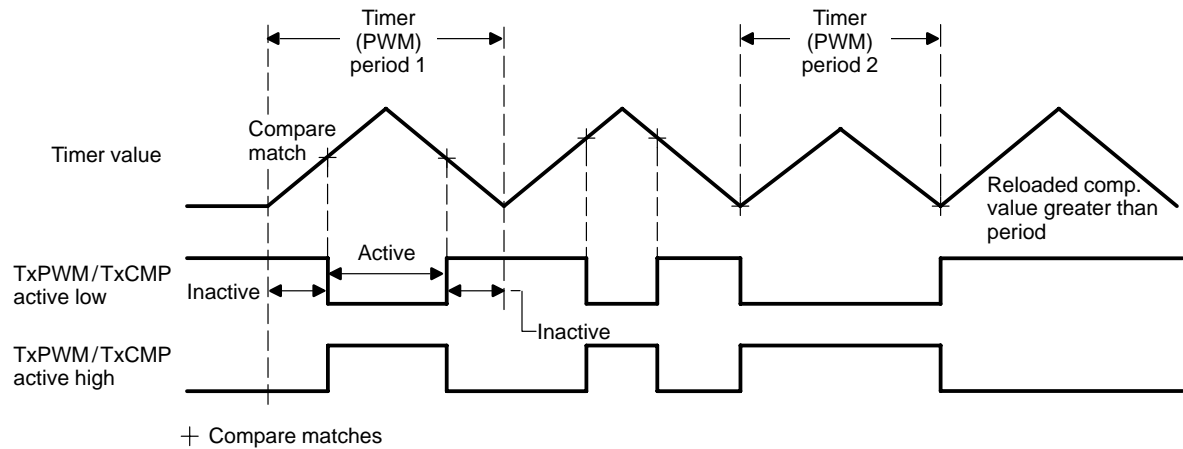 Timer
(PWM)
period 1
Timer
(PWM)
period 2
Compare
match
Timer value
Reloaded comp.
value greater than
period
Active
TxPWM/TxCMP
active low
Inactive
Inactive
TxPWM/TxCMP
active high
+ Compare matches